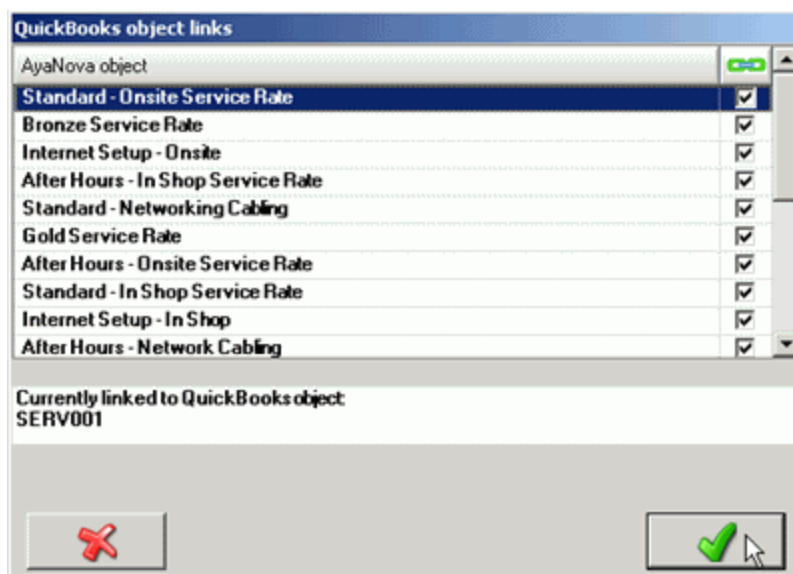 QuickBooks object links
AyaNova object
Standard - Onsite Service Rate
Bronze Service Rate
Internet Setup - Onsite
After Hours - In Shop Service Rate
Standard - Networking Cabling
Gold Service Rate
After Hours - Onsite Service Rate
Standard - In Shop Service Rate
Internet Setup - In Shop
After Hours - Network Cabling
Currently linked to QuickBooks object:
SERV001